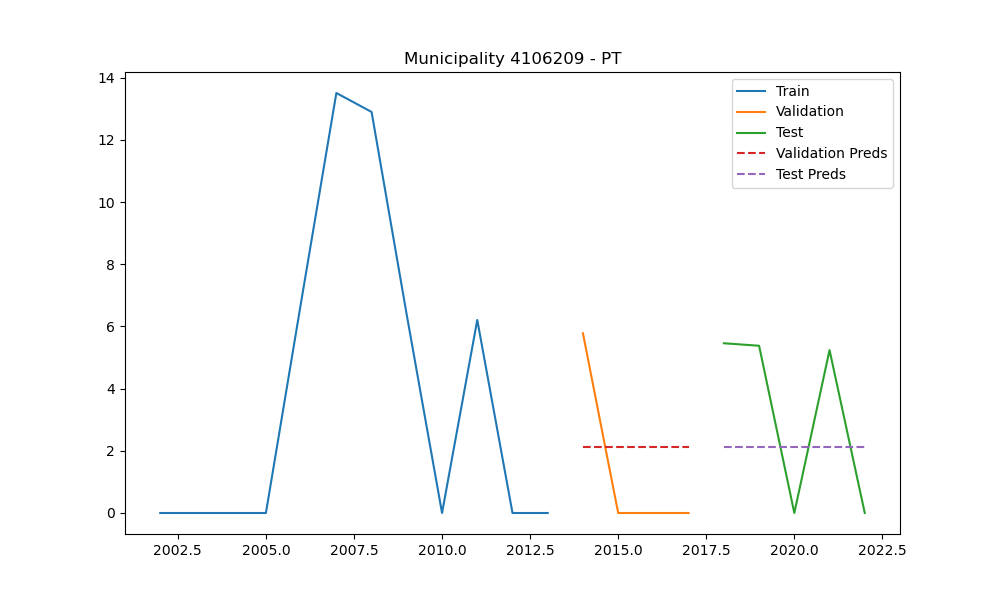 Municipality 4106209 - PT
14
12
10
8
6
4
2
0
Train
Validation
Test
Validation Preds
Test Preds
2002.5 2005.0 2007.5 2010.0 2012.5 2015.0 2017.5 2020.0 2022.5